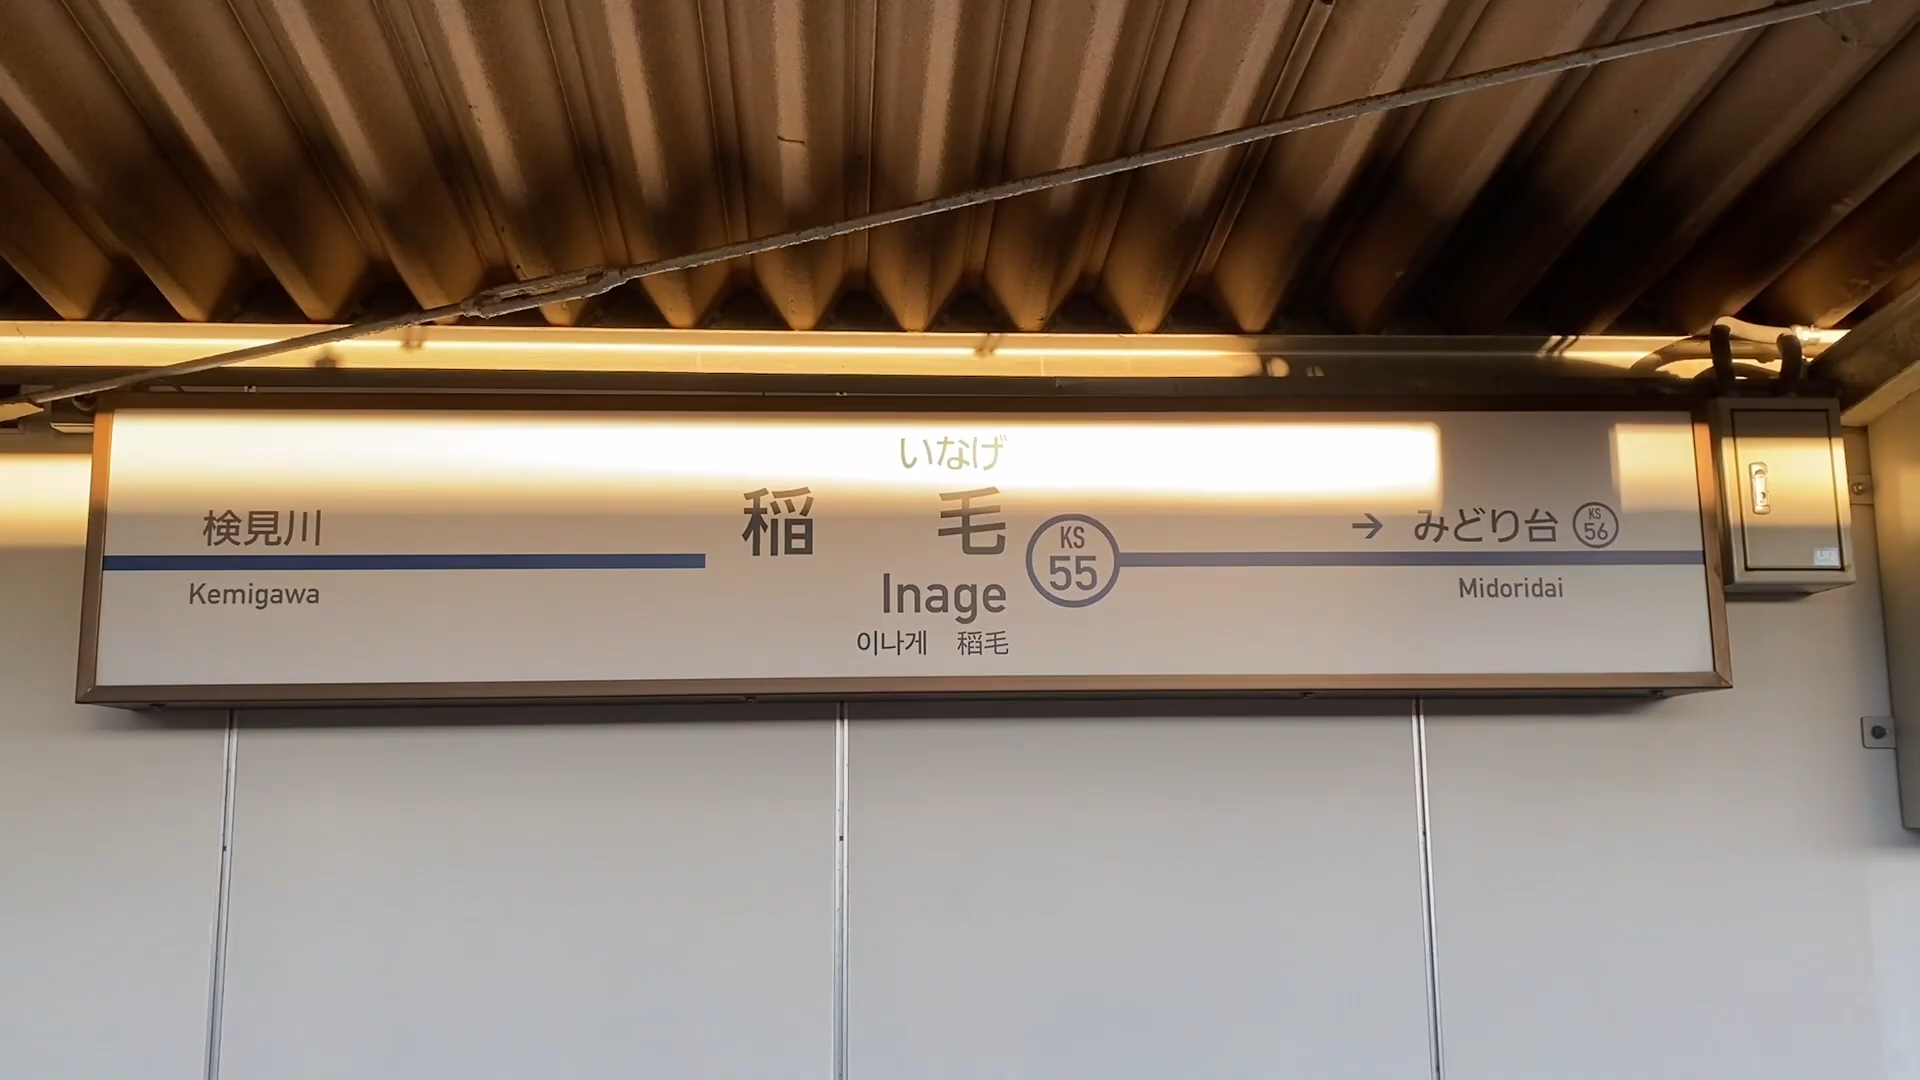 いなげ
検見川
稲毛
KS
55
→ みどり台
KS
56
Kemigawa
Inage
Midoridai
이나게 稲毛